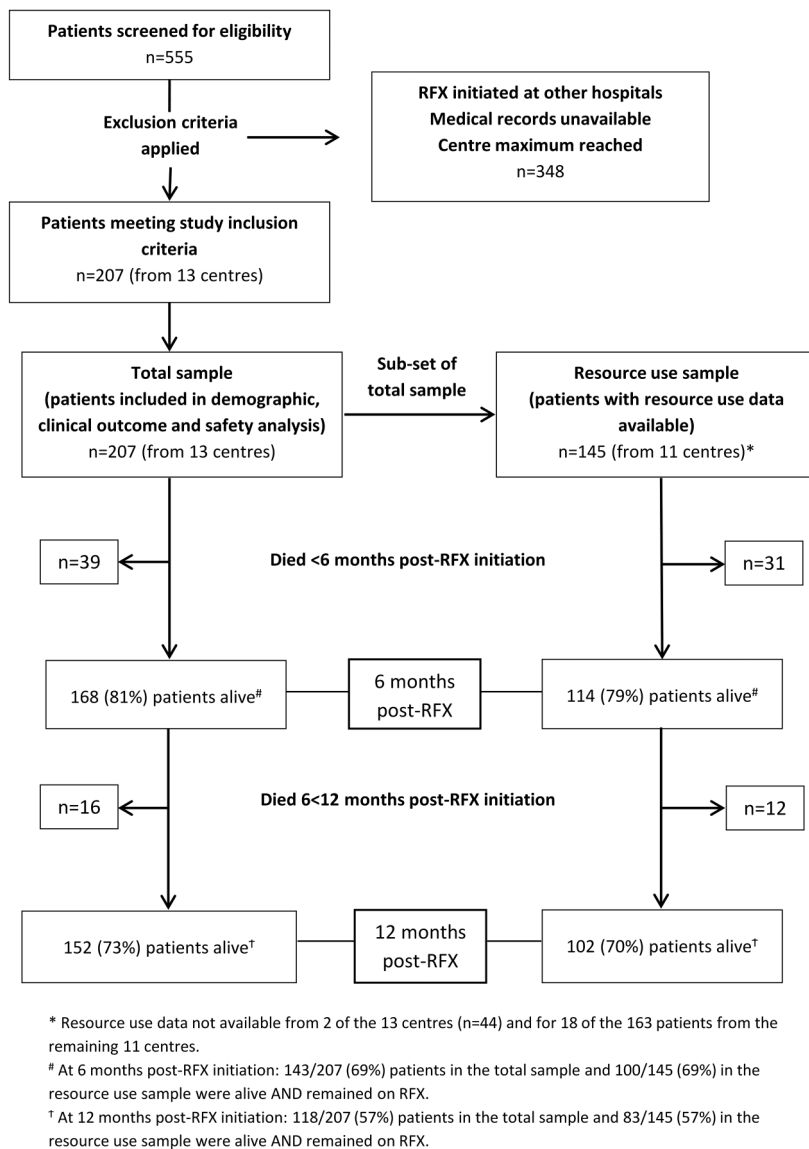 Patients screened for eligibility
n=555
Exclusion criteria
applied
RFX initiated at other hospitals
Medical records unavailable
Centre maximum reached
n=348
Patients meeting study inclusion
criteria
n=207 (from 13 centres)
Total sample
(patients included in demographic,
clinical outcome and safety analysis)
n=207 (from 13 centres)
Sub-set of
total sample
Resource use sample
(patients with resource use data
available)
n=145 (from 11 centres)*
n=39
Died <6 months post-RFX initiation
n=31
168 (81%) patients alive#
6 months
post-RFX
114 (79%) patients alive#
n=16
Died 6<12 months post-RFX initiation
n=12
152 (73%) patients alive†
12 months
post-RFX
102 (70%) patients alive†
* Resource use data not available from 2 of the 13 centres (n=44) and for 18 of the 163 patients from the
remaining 11 centres.
# At 6 months post-RFX initiation: 143/207 (69%) patients in the total sample and 100/145 (69%) in the
resource use sample were alive AND remained on RFX.
† At 12 months post-RFX initiation: 118/207 (57%) patients in the total sample and 83/145 (57%) in the
resource use sample were alive AND remained on RFX.